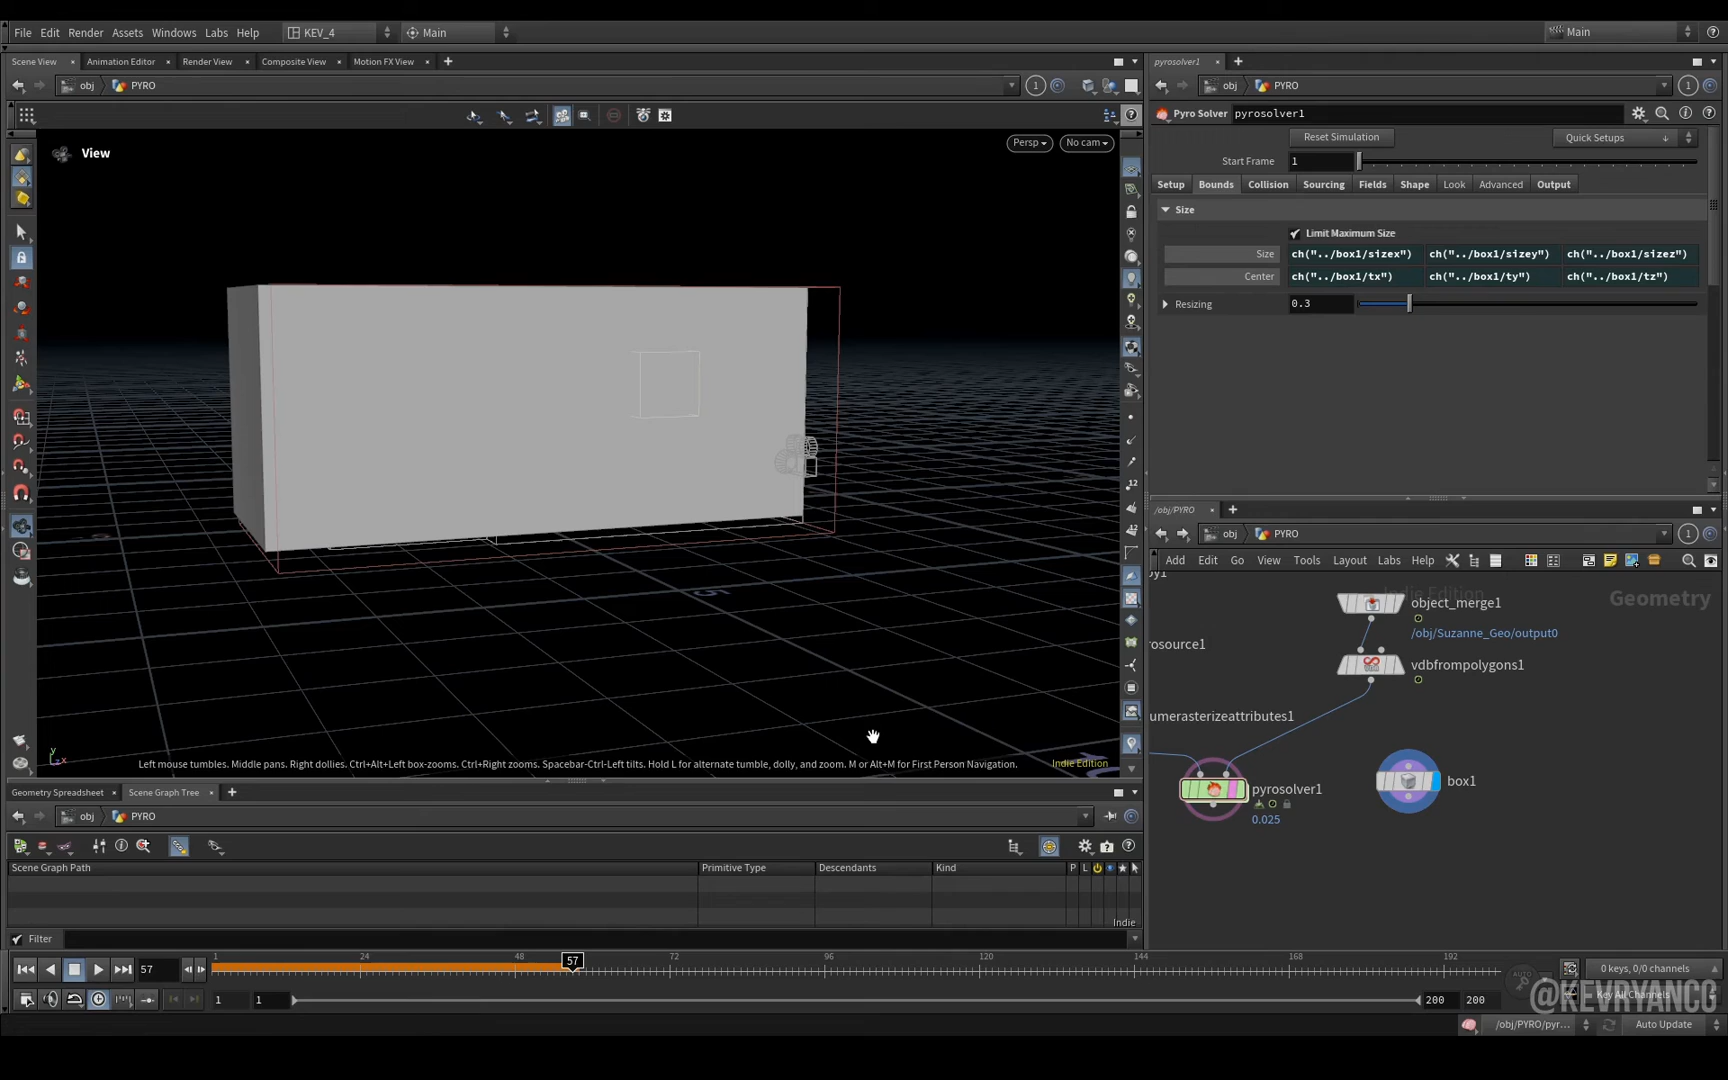 File Edit Render Assets Windows Labs Help KEV_4 Main Main
Scene View Animation Editor Render View Composite View Motion FX View
obj PYRO
View
Persp No cam
Left mouse tumbles. Middle pans. Right dollies. Ctrl+Alt+Left box-zooms. Ctrl+Right zooms. Spacebar-Ctrl-Left tilts. Hold L for alternate tumble, dolly, and zoom. M or Alt+M for First Person Navigation.
Indie Edition
pyrosolver1
obj PYRO
Pyro Solver pyrosolver1
Reset Simulation Quick Setups
Start Frame 1
Setup Bounds Collision Sourcing Fields Shape Look Advanced Output
Size
Limit Maximum Size
Size ch("../box1/sizex") ch("../box1/sizey") ch("../box1/sizez")
Center ch("../box1/tx") ch("../box1/ty") ch("../box1/tz")
Resizing 0.3
/obj/PYRO
obj PYRO
Add Edit Go View Tools Layout Labs Help
Indie Edition
Geometry
object_merge1
/obj/Suzanne_Geo/output0
rosource1
vdbfrompolygons1
umerasterizeattributes1
pyrosolver1
0.025
box1
Geometry Spreadsheet Scene Graph Tree
obj PYRO
Scene Graph Path Primitive Type Descendants Kind P L
Indie
Filter
57 1 24 48 57 72 96 120 144 168 192
0 keys, 0/0 channels
1 1 200 200
Key All Channels
@KEVRYANCO
/obj/PYRO/pyr... Auto Update